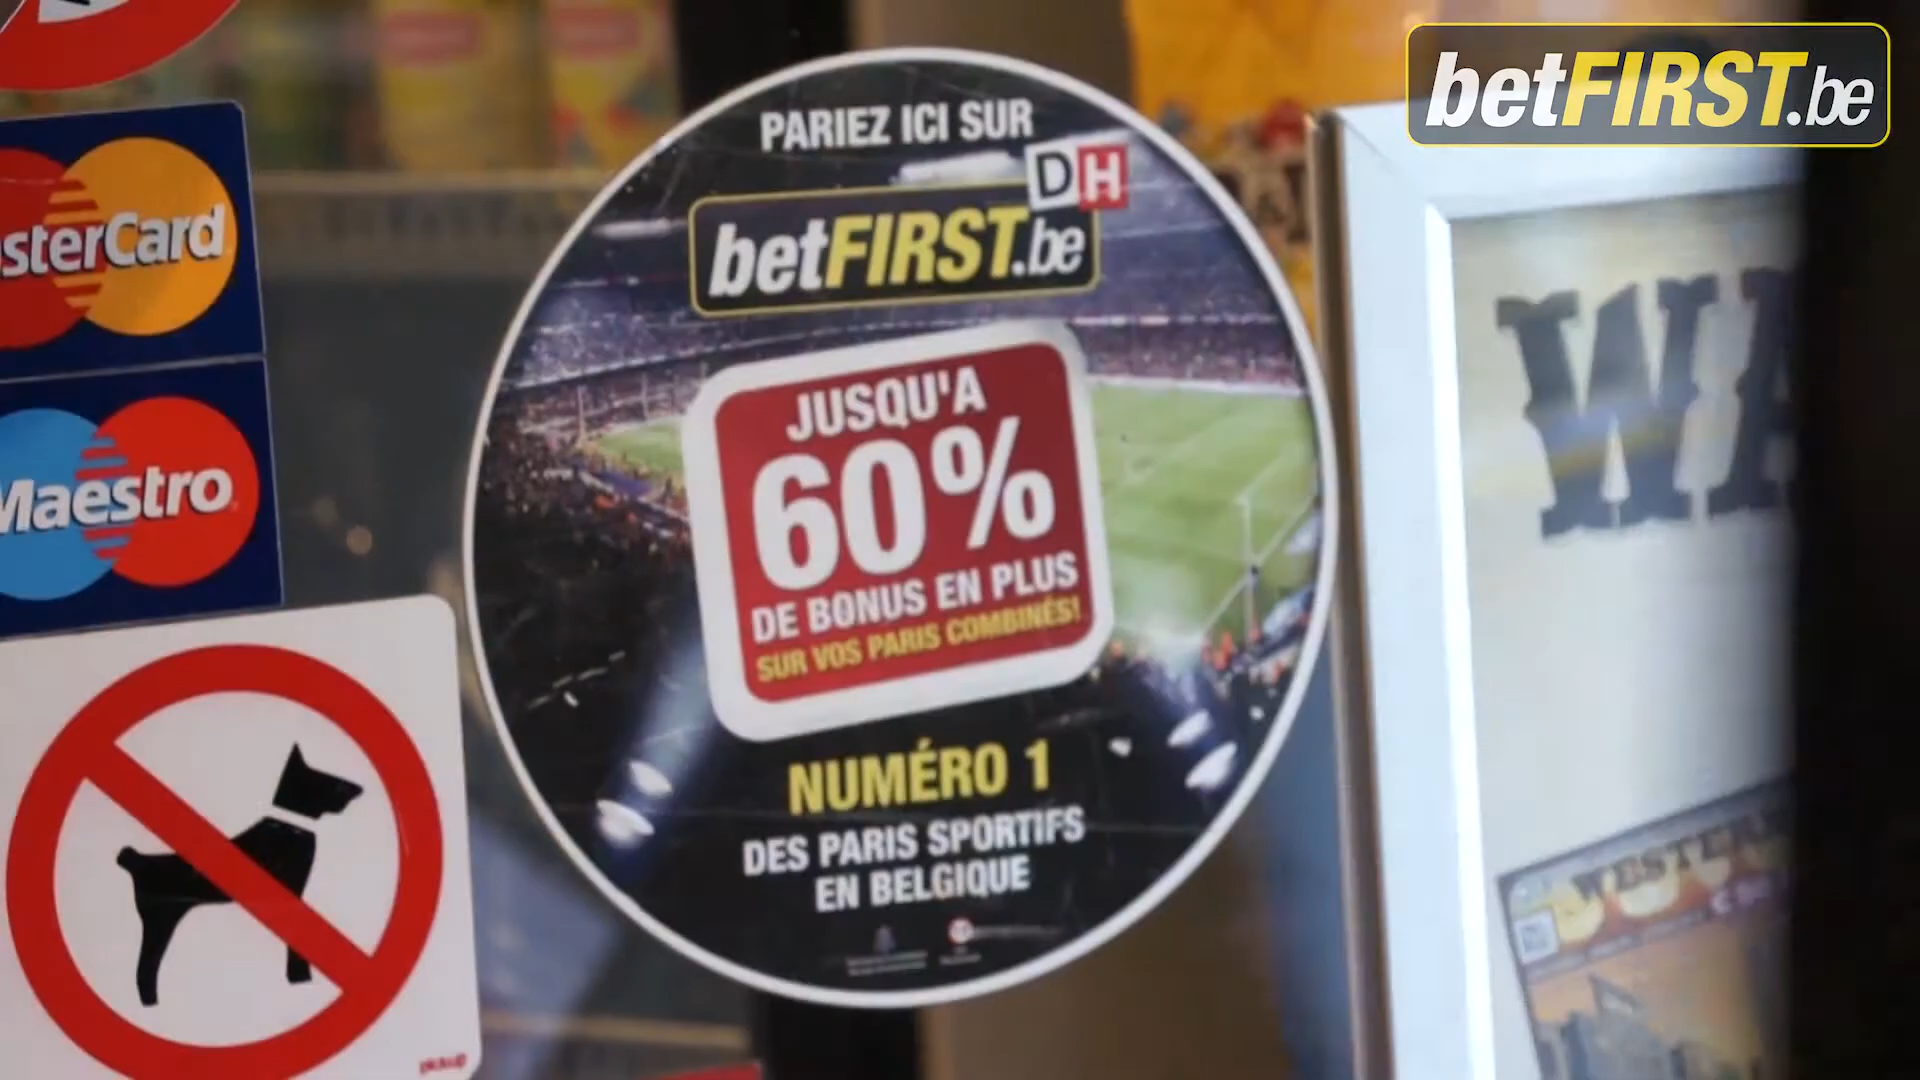 betFIRST.be
PARIEZ ICI SUR
DH
betFIRST.be
JUSQU'A
60%
DE BONUS EN PLUS
SUR VOS PARIS COMBINÉS!
NUMÉRO 1
DES PARIS SPORTIFS
EN BELGIQUE
sterCard
Maestro
WESTER